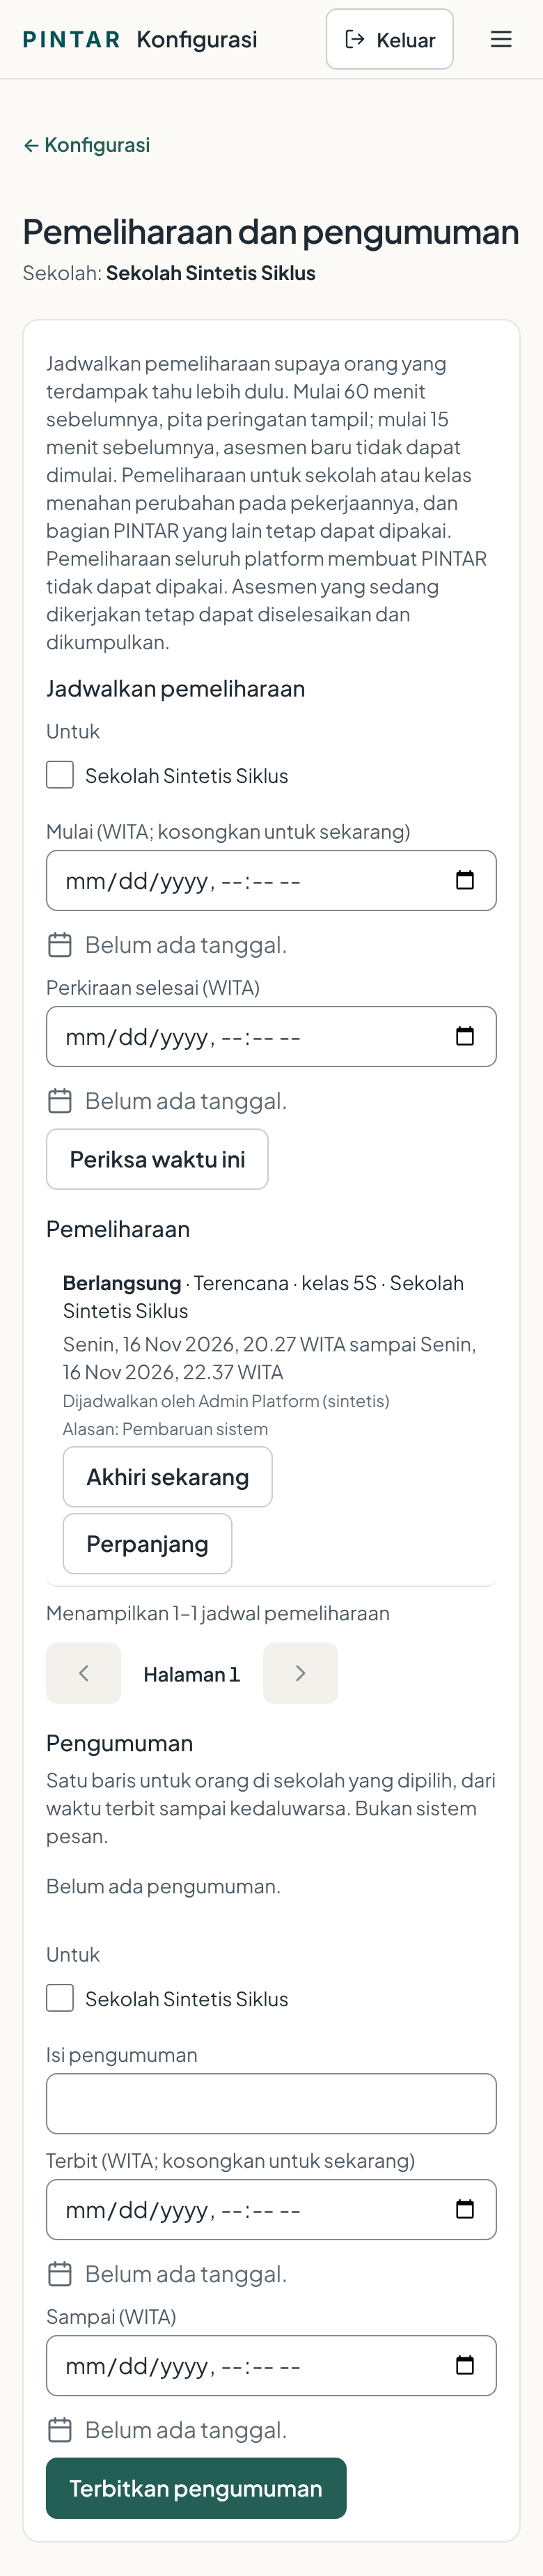 PINTAR Konfigurasi
Keluar
← Konfigurasi
Pemeliharaan dan pengumuman
Sekolah: Sekolah Sintetis Siklus
Jadwalkan pemeliharaan supaya orang yang
terdampak tahu lebih dulu. Mulai 60 menit
sebelumnya, pita peringatan tampil; mulai 15
menit sebelumnya, asesmen baru tidak dapat
dimulai. Pemeliharaan untuk sekolah atau kelas
menahan perubahan pada pekerjaannya, dan
bagian PINTAR yang lain tetap dapat dipakai.
Pemeliharaan seluruh platform membuat PINTAR
tidak dapat dipakai. Asesmen yang sedang
dikerjakan tetap dapat diselesaikan dan
dikumpulkan.
Jadwalkan pemeliharaan
Untuk
Sekolah Sintetis Siklus
Mulai (WITA; kosongkan untuk sekarang)
mm/dd/yyyy, --:-- --
Belum ada tanggal.
Perkiraan selesai (WITA)
mm/dd/yyyy, --:-- --
Belum ada tanggal.
Periksa waktu ini
Pemeliharaan
Berlangsung · Terencana · kelas 5S · Sekolah
Sintetis Siklus
Senin, 16 Nov 2026, 20.27 WITA sampai Senin,
16 Nov 2026, 22.37 WITA
Dijadwalkan oleh Admin Platform (sintetis)
Alasan: Pembaruan sistem
Akhiri sekarang
Perpanjang
Menampilkan 1–1 jadwal pemeliharaan
Halaman 1
Pengumuman
Satu baris untuk orang di sekolah yang dipilih, dari
waktu terbit sampai kedaluwarsa. Bukan sistem
pesan.
Belum ada pengumuman.
Untuk
Sekolah Sintetis Siklus
Isi pengumuman
Terbit (WITA; kosongkan untuk sekarang)
mm/dd/yyyy, --:-- --
Belum ada tanggal.
Sampai (WITA)
mm/dd/yyyy, --:-- --
Belum ada tanggal.
Terbitkan pengumuman